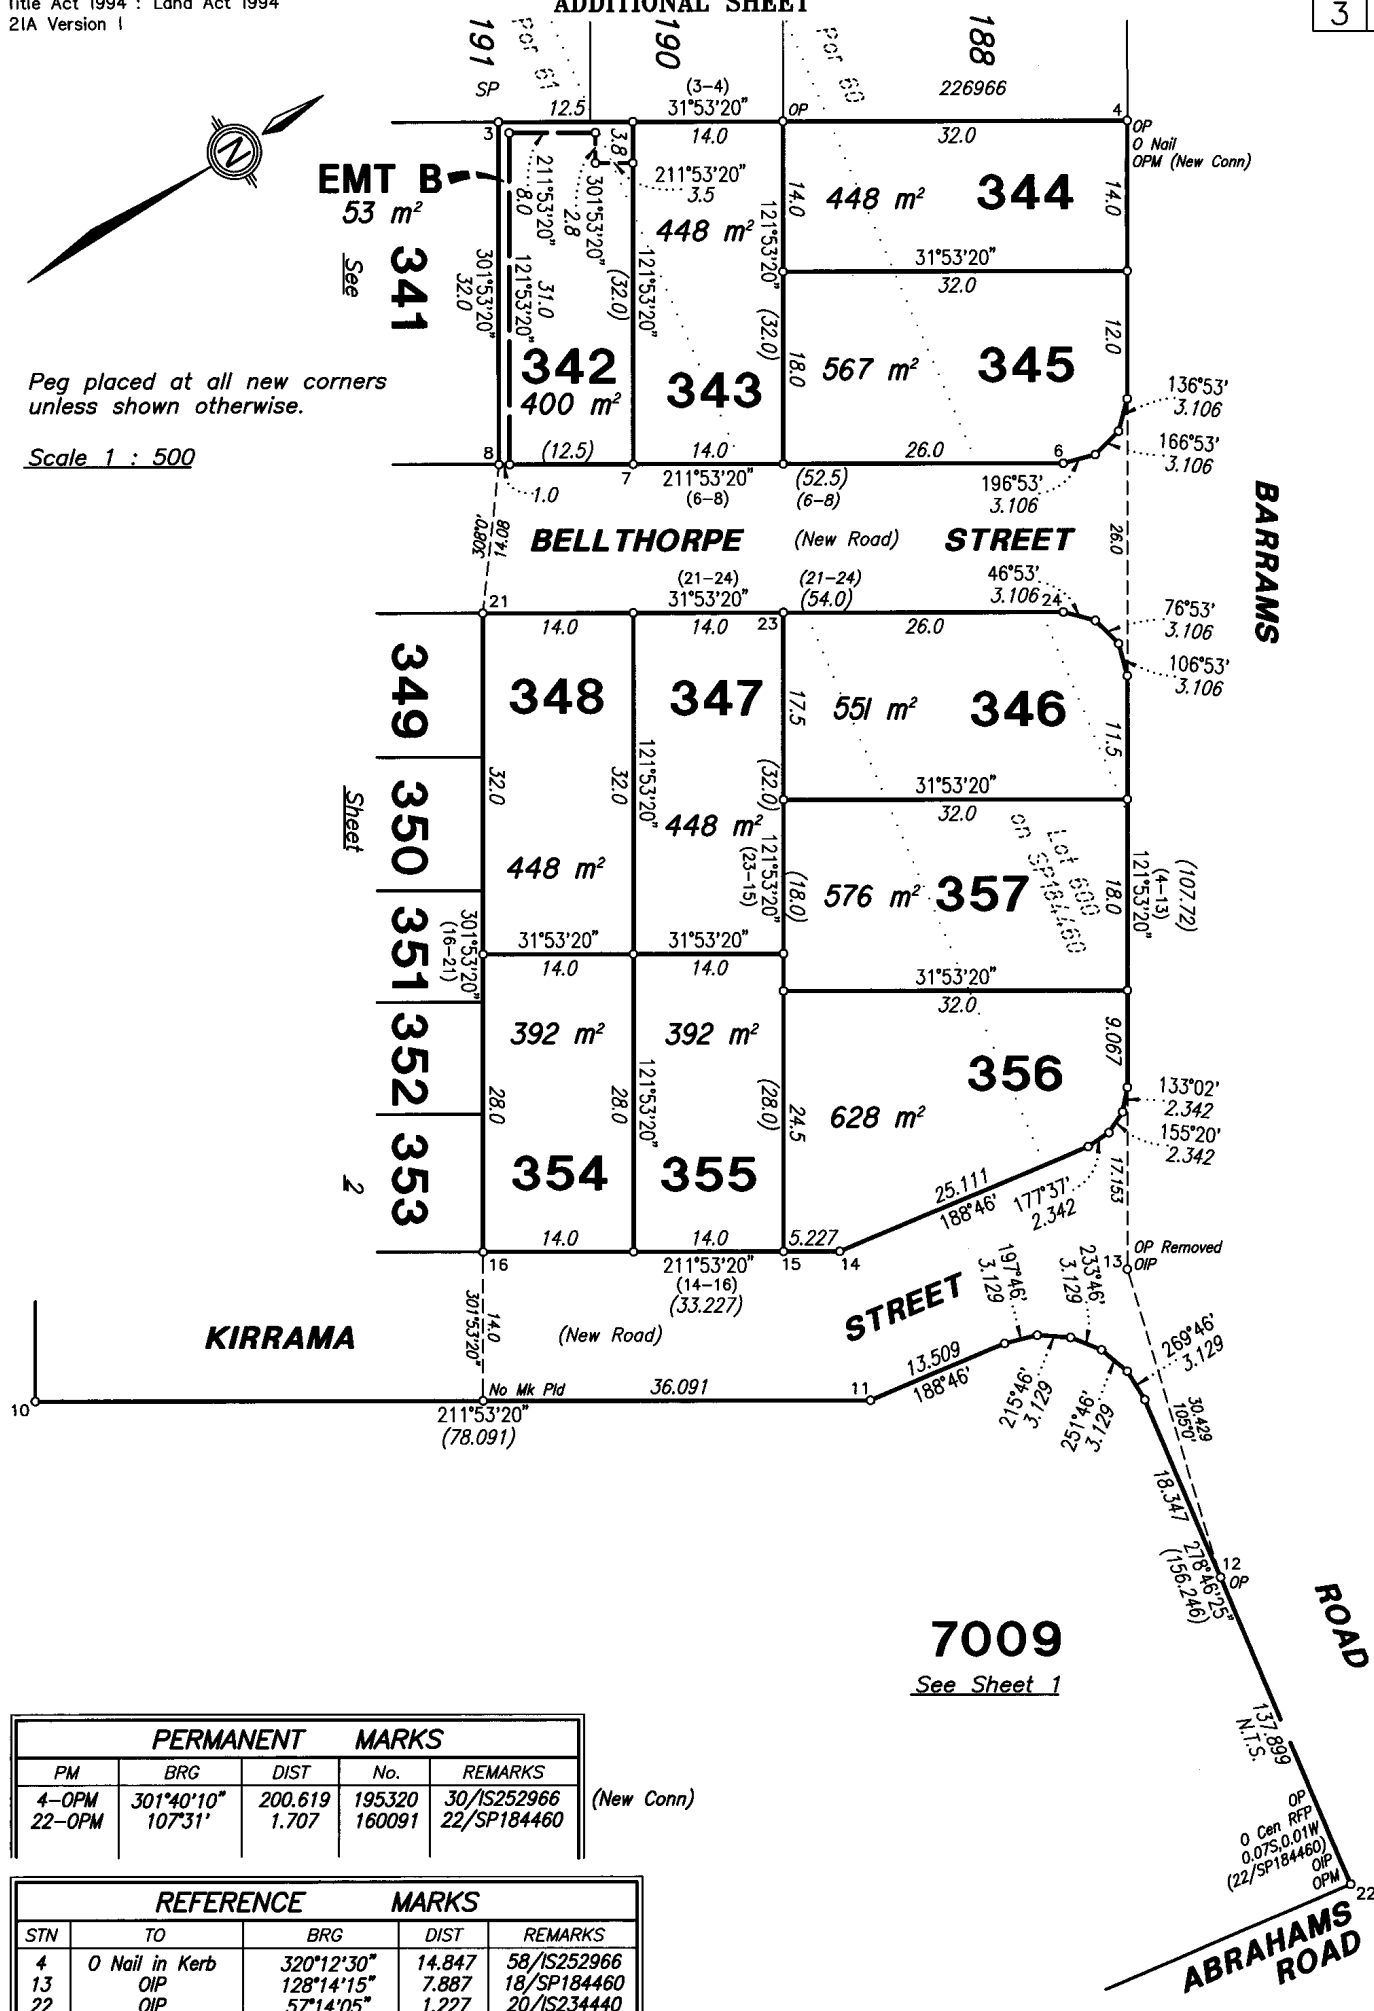 Title Act 1994 : Land Act 1994
21A Version 1
ADDITIONAL SHEET
3
191
SP
Por 61
190
Por 60
188
226966
12.5
(3-4)
31°53'20"
14.0
OP
32.0
4
OP
O Nail
OPM (New Conn)
3
EMT B
53 m²
See
341
301°53'20"
32.0
211°53'20"
8.0
3.8
301°53'20"
2.8
211°53'20"
3.5
121°53'20"
31.0
(32.0)
121°53'20"
342
400 m²
448 m²
343
14.0
121°53'20"
(32.0)
18.0
448 m²
344
14.0
31°53'20"
32.0
567 m²
345
12.0
136°53'
3.106
166°53'
3.106
196°53'
3.106
Peg placed at all new corners
unless shown otherwise.
Scale 1 : 500
8
(12.5)
1.0
7
14.0
211°53'20"
(6-8)
(52.5)
(6-8)
26.0
6
308°0'
14.08
BELLTHORPE
(New Road)
STREET
26.0
BARRAMS
21
(21-24)
31°53'20"
14.0
14.0
23
(21-24)
(54.0)
26.0
24
46°53'
3.106
76°53'
3.106
106°53'
3.106
349
350
351
352
353
Sheet
2
348
32.0
448 m²
32.0
121°53'20"
347
448 m²
17.5
(32.0)
121°53'20"
(23-15)
(18.0)
551 m²
346
11.5
31°53'20"
32.0
Lot 600
on SP184460
576 m²
357
18.0
121°53'20"
(4-13)
(107.72)
301°53'20"
(16-21)
31°53'20"
14.0
31°53'20"
14.0
31°53'20"
32.0
392 m²
28.0
354
28.0
121°53'20"
392 m²
355
(28.0)
24.5
356
628 m²
9.067
133°02'
2.342
155°20'
2.342
177°37'
2.342
17.153
25.111
188°46'
14.0
16
14.0
211°53'20"
(14-16)
(33.227)
5.227
15
14
OP Removed
13
OIP
14.0
301°53'20"
KIRRAMA
(New Road)
STREET
197°46'
3.129
233°46'
3.129
269°46'
3.129
215°46'
3.129
251°46'
3.129
13.509
188°46'
10
No Mk Pld
211°53'20"
(78.091)
36.091
11
30.429
105°0'
18.347
12
OP
278°46'25"
(156.246)
ROAD
7009
See Sheet 1
137.899
N.T.S.
OP
O Cen RFP
0.07S,0.01W
(22/SP184460)
OIP
OPM
22
ABRAHAMS
ROAD
PERMANENT MARKS
PM BRG DIST No. REMARKS
4-OPM 301°40'10" 200.619 195320 30/IS252966 (New Conn)
22-OPM 107°31' 1.707 160091 22/SP184460
REFERENCE MARKS
STN TO BRG DIST REMARKS
4 O Nail in Kerb 320°12'30" 14.847 58/IS252966
13 OIP 128°14'15" 7.887 18/SP184460
22 OIP 57°14'05" 1.227 20/IS234440